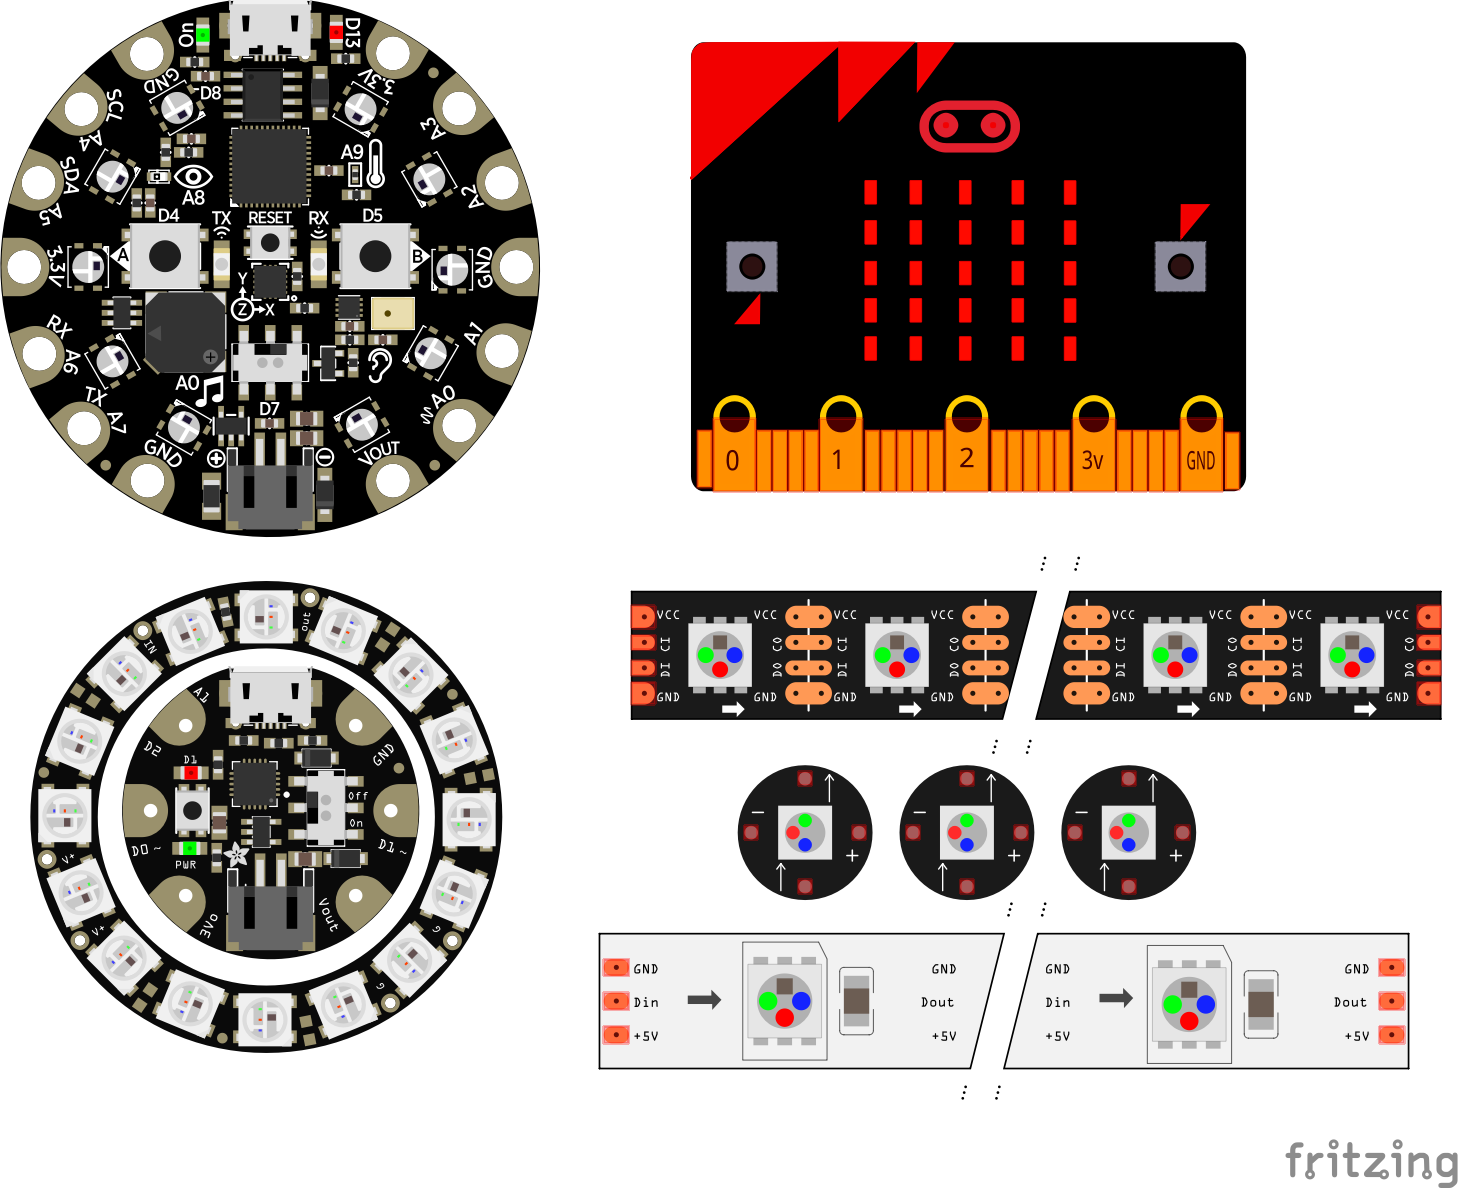 On
D13
GND
D8
3.3V
SCL
A4
A3
A9
SDA
A8
A5
A2
D4
TX
RESET
RX
D5
A
B
3.3V
GND
Y
Z
X
RX
A6
A1
A0
D7
TX
A7
A0
GND
VOUT
0
1
2
3v
GND
IN
out
A1
D2
D1
GND
Off
On
D0 ~
D1 ~
PWR
3Vo
Vout
V+
V+
G
G
VCC VCC VCC VCC VCC VCC VCC VCC
CI CO CI CO CI CO CI CO
DI DO DI DO DI DO DI DO
GND GND GND GND GND GND GND GND
− − −
+ + +
GND GND GND GND
Din Dout Din Dout
+5V +5V +5V +5V
fritzing